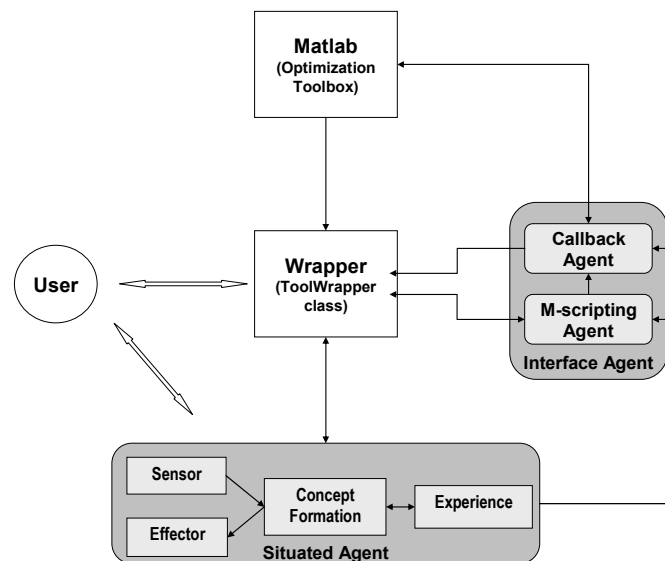 Matlab
(Optimization
Toolbox)
User
Wrapper
(ToolWrapper
class)
Callback
Agent
M-scripting
Agent
Interface Agent
Sensor
Effector
Concept
Formation
Experience
Situated Agent